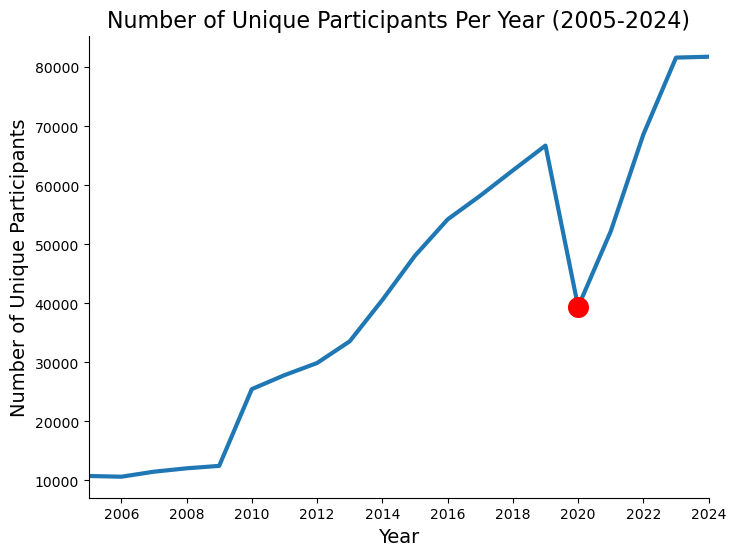 Number of Unique Participants Per Year (2005-2024)
Number of Unique Participants
80000
70000
60000
50000
40000
30000
20000
10000
2006 2008 2010 2012 2014 2016 2018 2020 2022 2024
Year